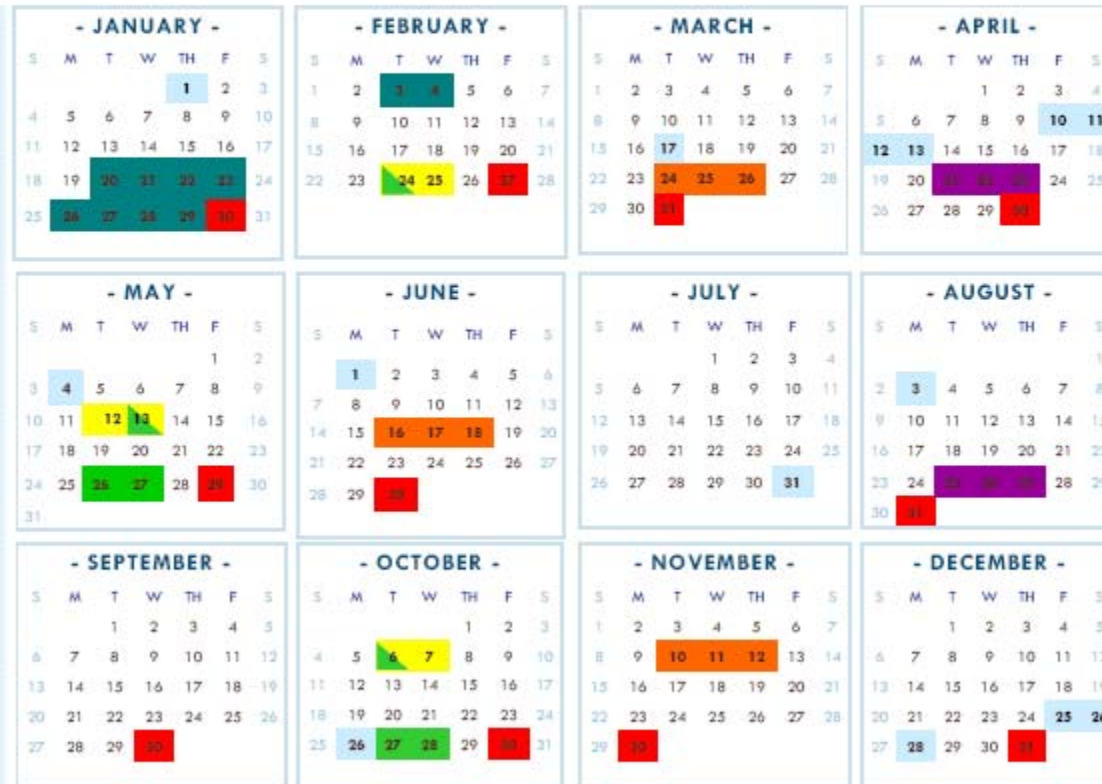 - JANUARY -
S M T W TH F S
1 2 3
4 5 6 7 8 9 10
11 12 13 14 15 16 17
18 19 20 21 22 23 24
25 26 27 28 29 30 31
- FEBRUARY -
S M T W TH F S
1 2 3 4 5 6 7
8 9 10 11 12 13 14
15 16 17 18 19 20 21
22 23 24 25 26 27 28
- MARCH -
S M T W TH F S
1 2 3 4 5 6 7
8 9 10 11 12 13 14
15 16 17 18 19 20 21
22 23 24 25 26 27 28
29 30 31
- APRIL -
S M T W TH F S
1 2 3 4
5 6 7 8 9 10 11
12 13 14 15 16 17 18
19 20 24 25
26 27 28 29 30
- MAY -
S M T W TH F S
1 2
3 4 5 6 7 8 9
10 11 12 13 14 15 16
17 18 19 20 21 22 23
24 25 26 27 28 29 30
31
- JUNE -
S M T W TH F S
1 2 3 4 5 6
7 8 9 10 11 12 13
14 15 16 17 18 19 20
21 22 23 24 25 26 27
28 29 30
- JULY -
S M T W TH F S
1 2 3 4
5 6 7 8 9 10 11
12 13 14 15 16 17 18
19 20 21 22 23 24 25
26 27 28 29 30 31
- AUGUST -
S M T W TH F S
1
2 3 4 5 6 7 8
9 10 11 12 13 14
16 17 18 19 20 21
23 24 28
30 31
- SEPTEMBER -
S M T W TH F S
1 2 3 4 5
6 7 8 9 10 11 12
13 14 15 16 17 18 19
20 21 22 23 24 25 26
27 28 29 30
- OCTOBER -
S M T W TH F S
1 2 3
4 5 6 7 8 9 10
11 12 13 14 15 16 17
18 19 20 21 22 23 24
25 26 27 28 29 30 31
- NOVEMBER -
S M T W TH F S
1 2 3 4 5 6 7
8 9 10 11 12 13 14
15 16 17 18 19 20 21
22 23 24 25 26 27 28
29 30
- DECEMBER -
S M T W TH F S
1 2 3 4 5
6 7 8 9 10 11
13 14 15 16 17 18
20 21 22 23 24 25 26
27 28 29 30 31